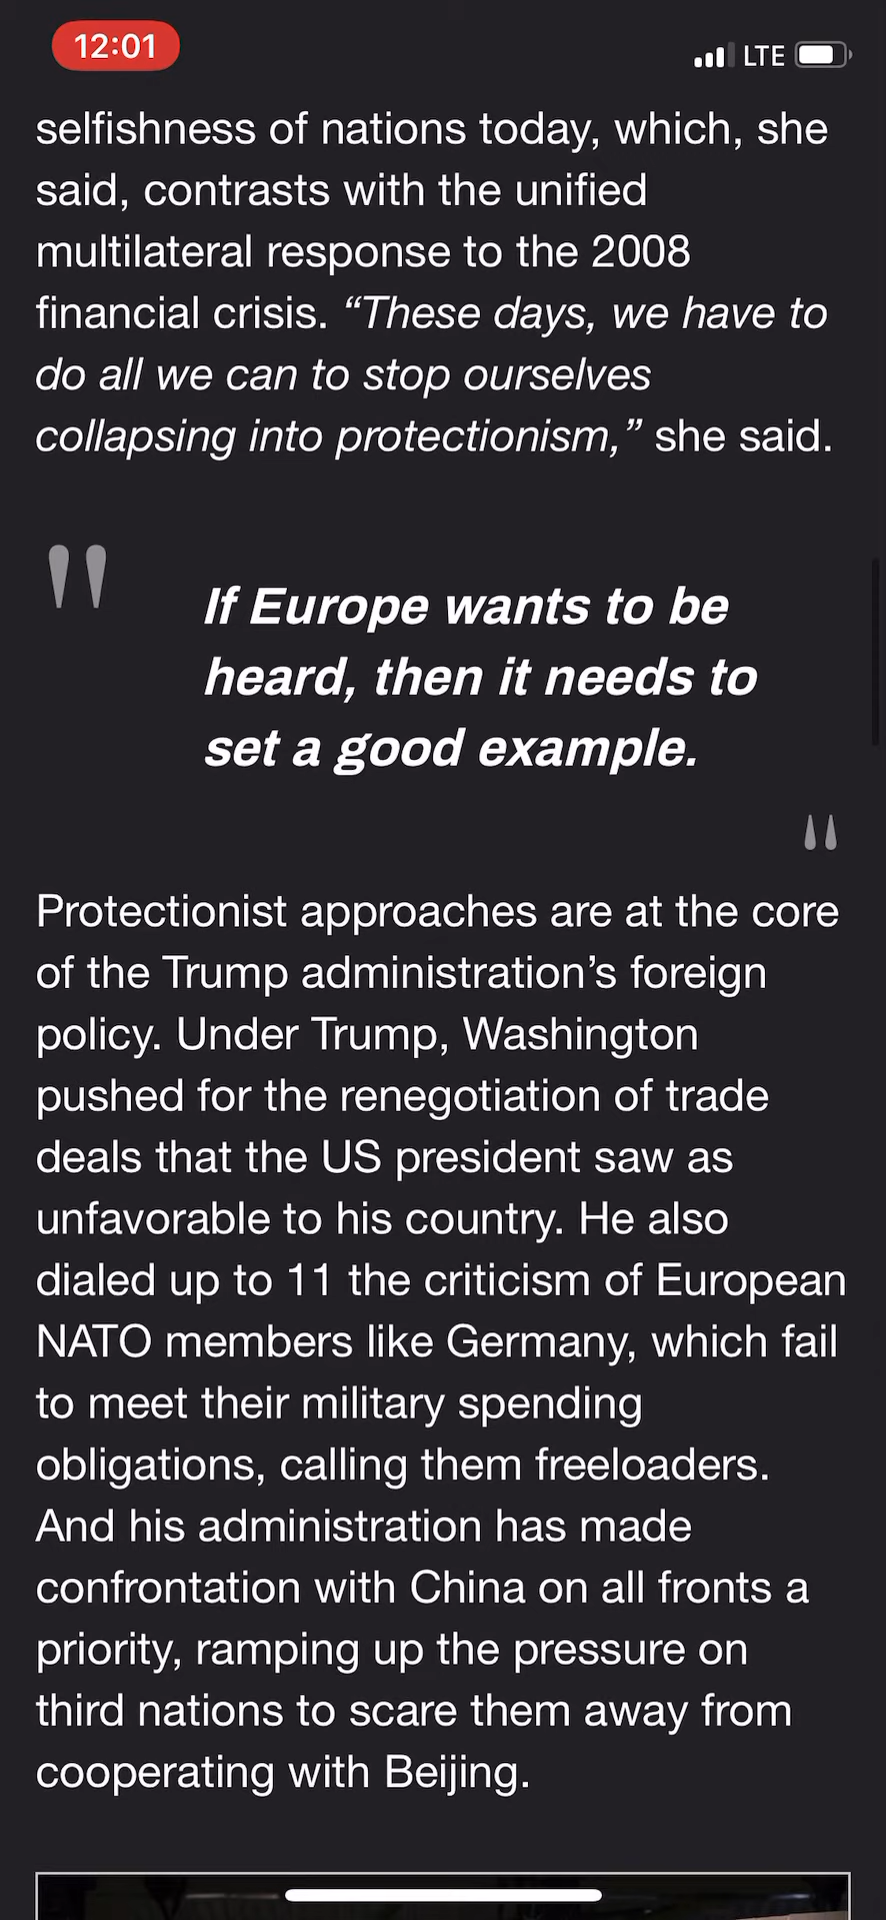 12:01
LTE
selfishness of nations today, which, she
said, contrasts with the unified
multilateral response to the 2008
financial crisis. “These days, we have to
do all we can to stop ourselves
collapsing into protectionism,” she said.
"
If Europe wants to be
heard, then it needs to
set a good example.
"
Protectionist approaches are at the core
of the Trump administration’s foreign
policy. Under Trump, Washington
pushed for the renegotiation of trade
deals that the US president saw as
unfavorable to his country. He also
dialed up to 11 the criticism of European
NATO members like Germany, which fail
to meet their military spending
obligations, calling them freeloaders.
And his administration has made
confrontation with China on all fronts a
priority, ramping up the pressure on
third nations to scare them away from
cooperating with Beijing.